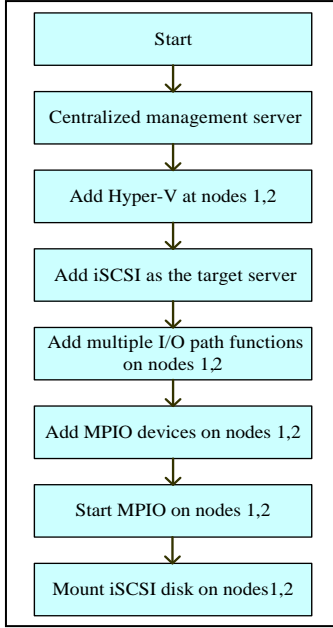 Start
Centralized management server
Add Hyper-V at nodes 1,2
Add iSCSI as the target server
Add multiple I/O path functions
on nodes 1,2
Add MPIO devices on nodes 1,2
Start MPIO on nodes 1,2
Mount iSCSI disk on nodes1,2